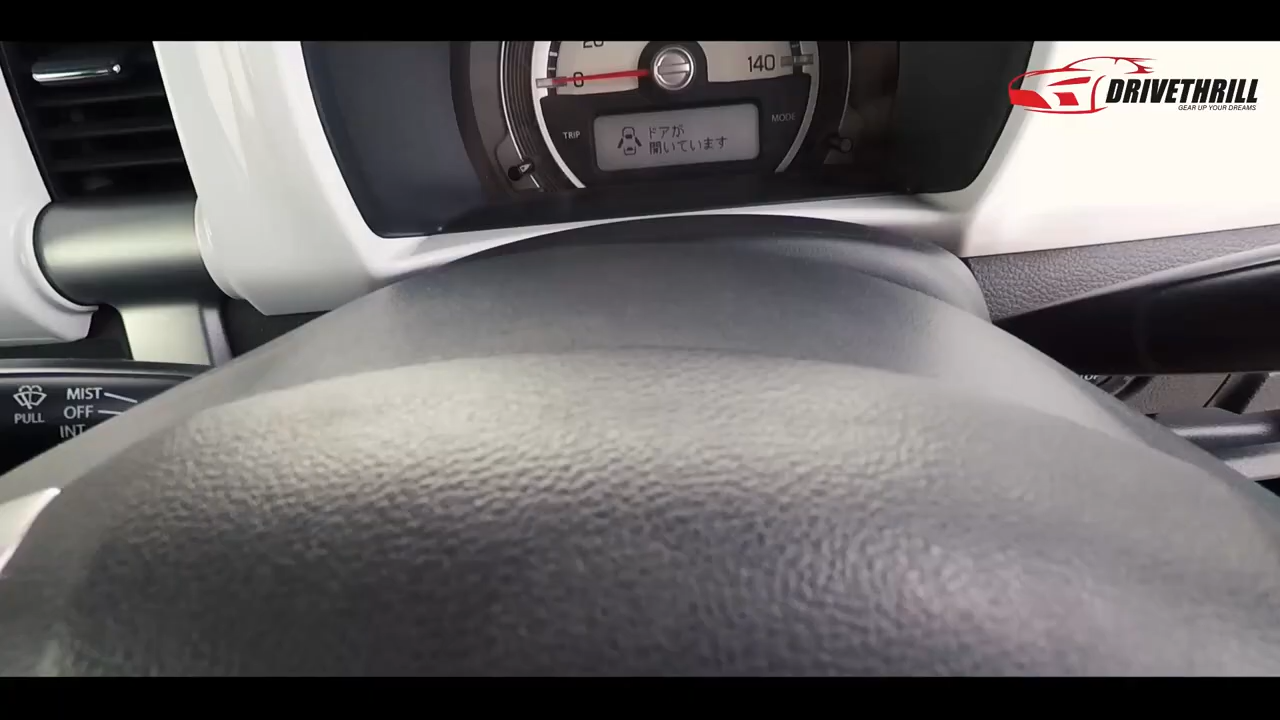 20
0
140
TRIP
MODE
ドアが
開いています
DRIVETHRILL
GEAR UP YOUR DREAMS
MIST
OFF
INT
PULL